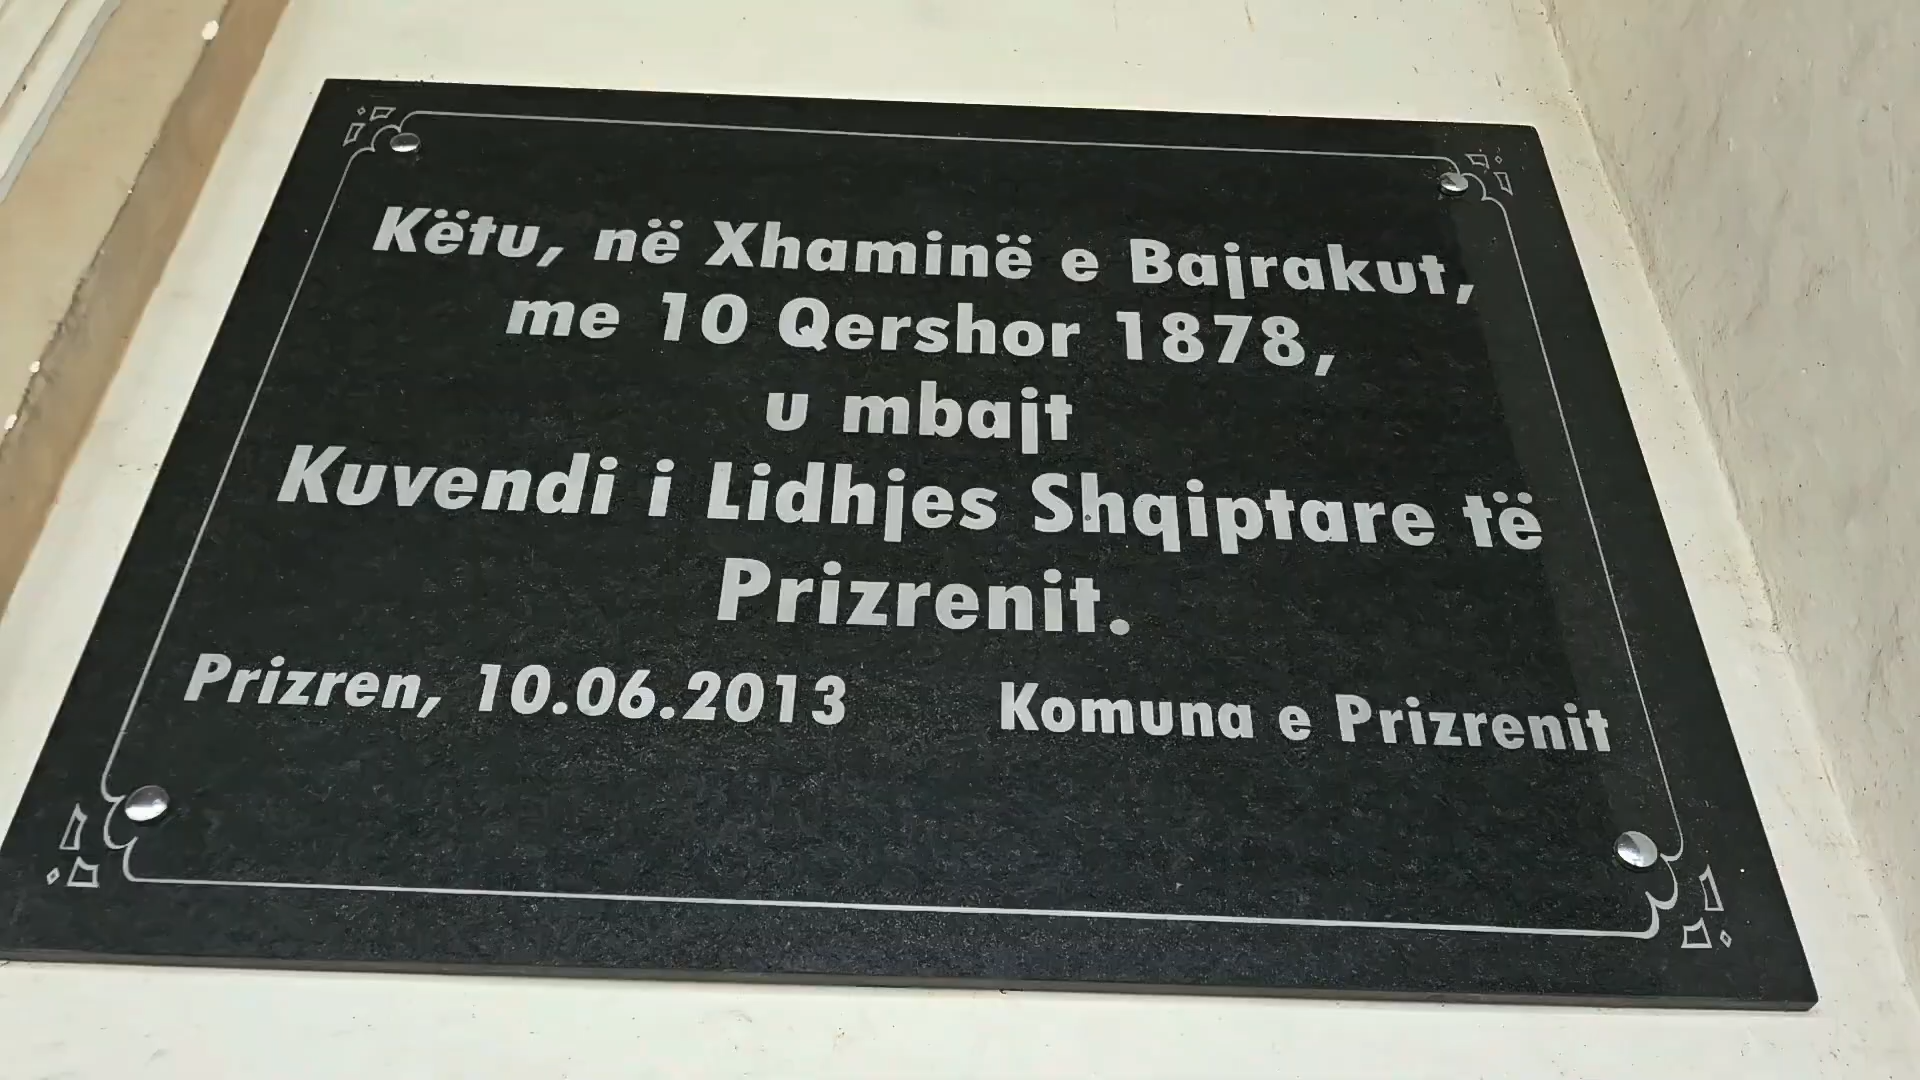 Këtu, në Xhaminë e Bajrakut,
me 10 Qershor 1878,
u mbajt
Kuvendi i Lidhjes Shqiptare të
Prizrenit.
Prizren, 10.06.2013 Komuna e Prizrenit